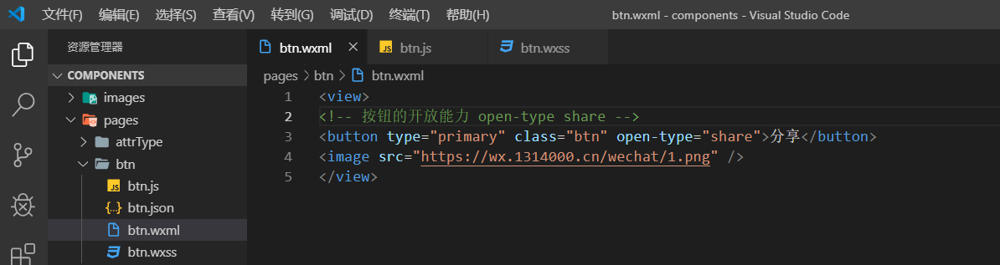 文件(F) 编辑(E) 选择(S) 查看(V) 转到(G) 调试(D) 终端(T) 帮助(H) btn.wxml - components - Visual Studio Code
资源管理器
btn.wxml JS btn.js btn.wxss
COMPONENTS
pages > btn > btn.wxml
images
pages
attrType
btn
JS btn.js
{..} btn.json
btn.wxml
btn.wxss
1 <view>
2 <!-- 按钮的开放能力 open-type share -->
3 <button type="primary" class="btn" open-type="share">分享</button>
4 <image src="https://wx.1314000.cn/wechat/1.png" />
5 </view>